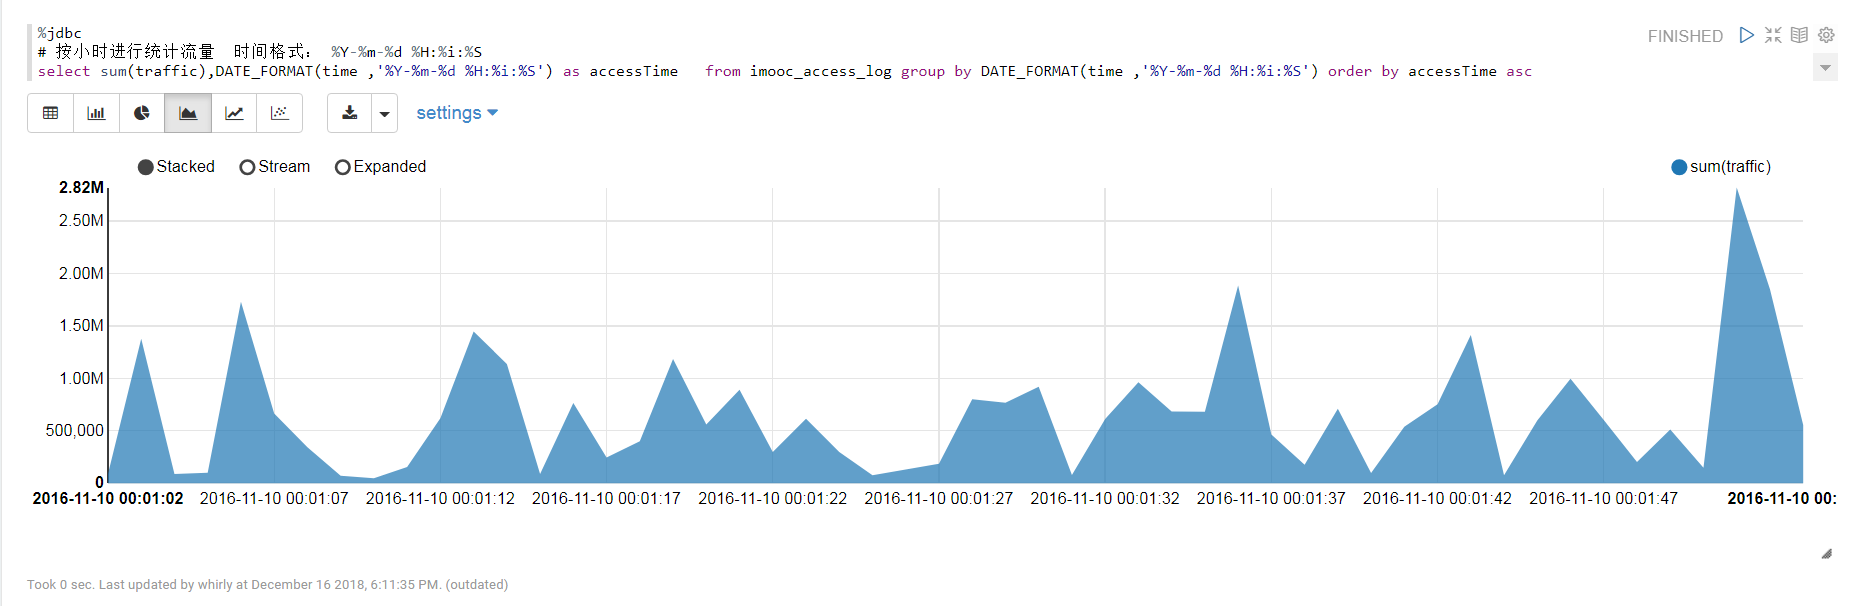 %jdbc
# 按小时进行统计流量  时间格式： %Y-%m-%d %H:%i:%S
select sum(traffic),DATE_FORMAT(time ,'%Y-%m-%d %H:%i:%S') as accessTime   from imooc_access_log group by DATE_FORMAT(time ,'%Y-%m-%d %H:%i:%S') order by accessTime asc
FINISHED
settings
Stacked Stream Expanded
sum(traffic)
2.82M
2.50M
2.00M
1.50M
1.00M
500,000
0
2016-11-10 00:01:02 2016-11-10 00:01:07 2016-11-10 00:01:12 2016-11-10 00:01:17 2016-11-10 00:01:22 2016-11-10 00:01:27 2016-11-10 00:01:32 2016-11-10 00:01:37 2016-11-10 00:01:42 2016-11-10 00:01:47 2016-11-10 00:
Took 0 sec. Last updated by whirly at December 16 2018, 6:11:35 PM. (outdated)